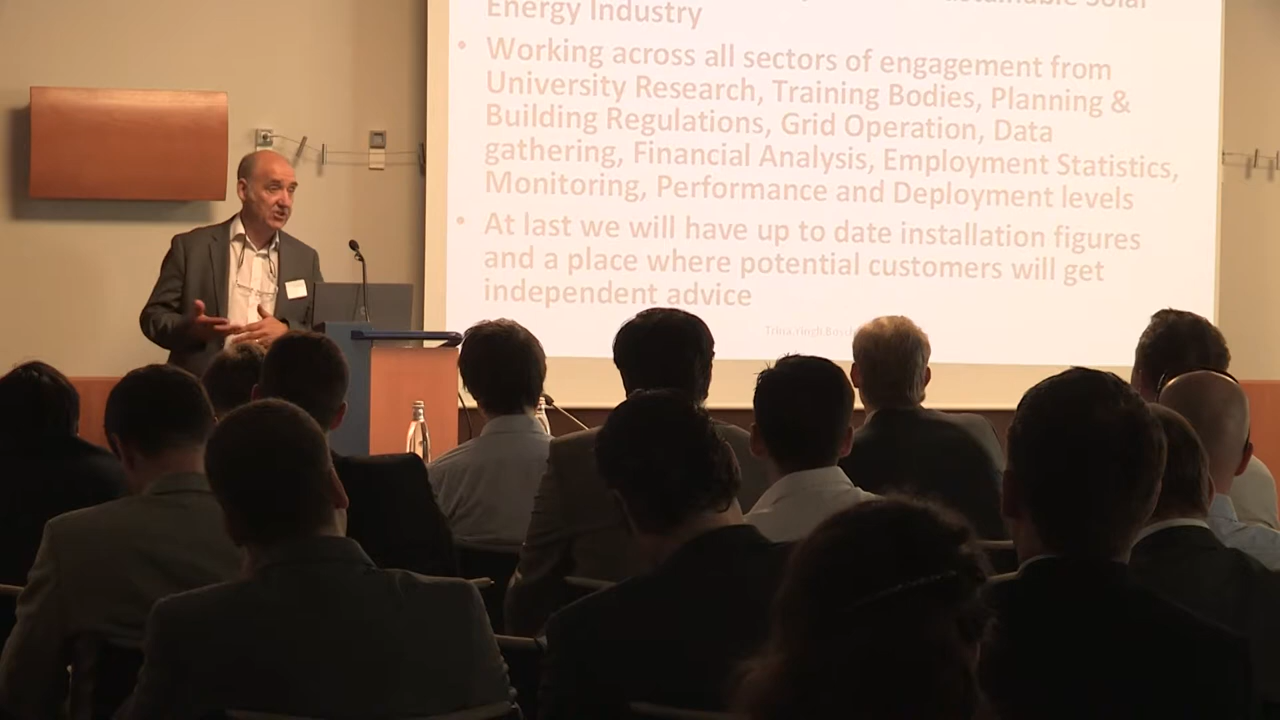 Solar
Energy Industry
• Working across all sectors of engagement from
University Research, Training Bodies, Planning &
Building Regulations, Grid Operation, Data
gathering, Financial Analysis, Employment Statistics,
Monitoring, Performance and Deployment levels
• At last we will have up to date installation figures
and a place where potential customers will get
independent advice